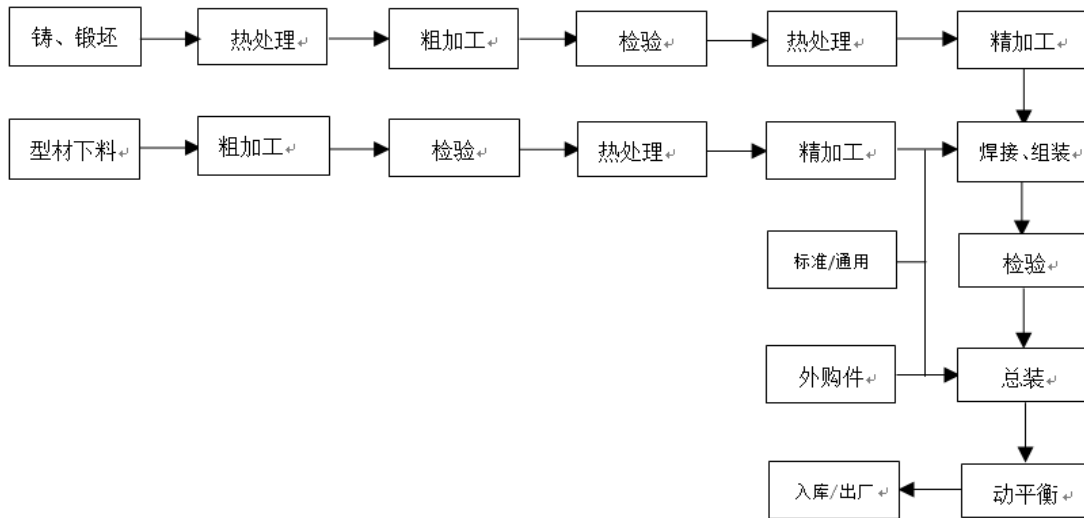 铸、锻坯
热处理
粗加工
检验
热处理
精加工
型材下料
粗加工
检验
热处理
精加工
焊接、组装
标准/通用
检验
外购件
总装
入库/出厂
动平衡